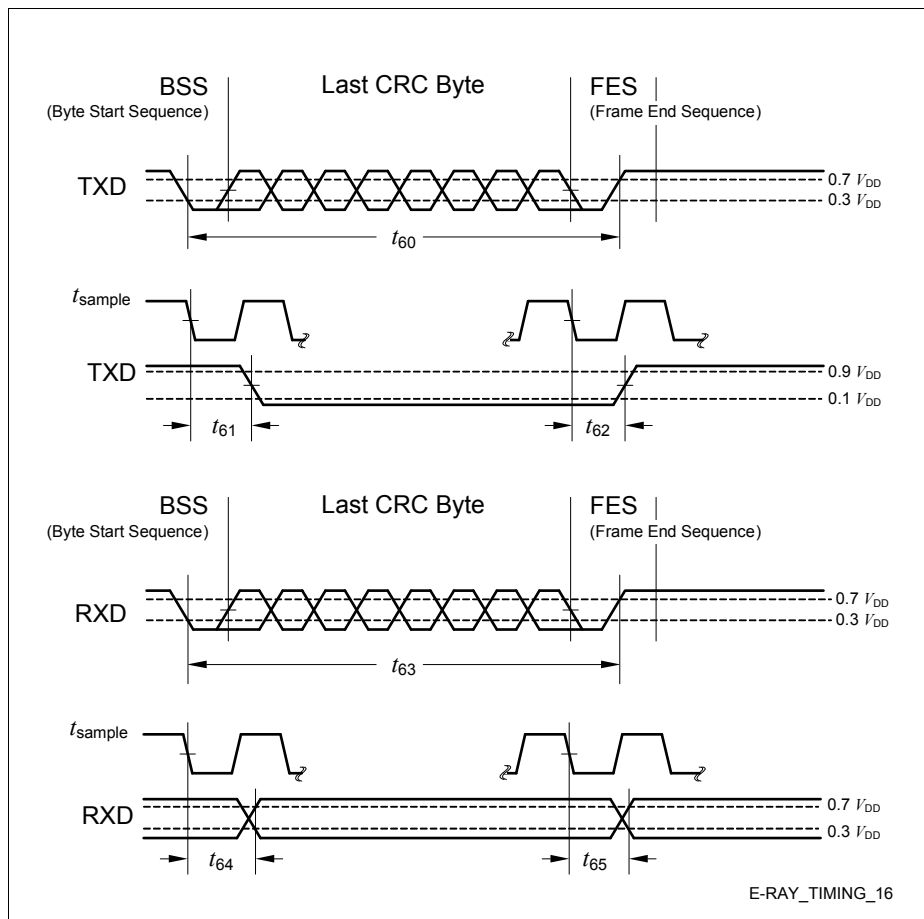 BSS Last CRC Byte FES
(Byte Start Sequence) (Frame End Sequence)
TXD 0.7 VDD
0.3 VDD
t60
tsample
TXD 0.9 VDD
0.1 VDD
t61 t62
BSS Last CRC Byte FES
(Byte Start Sequence) (Frame End Sequence)
RXD 0.7 VDD
0.3 VDD
t63
tsample
RXD 0.7 VDD
0.3 VDD
t64 t65
E-RAY_TIMING_16